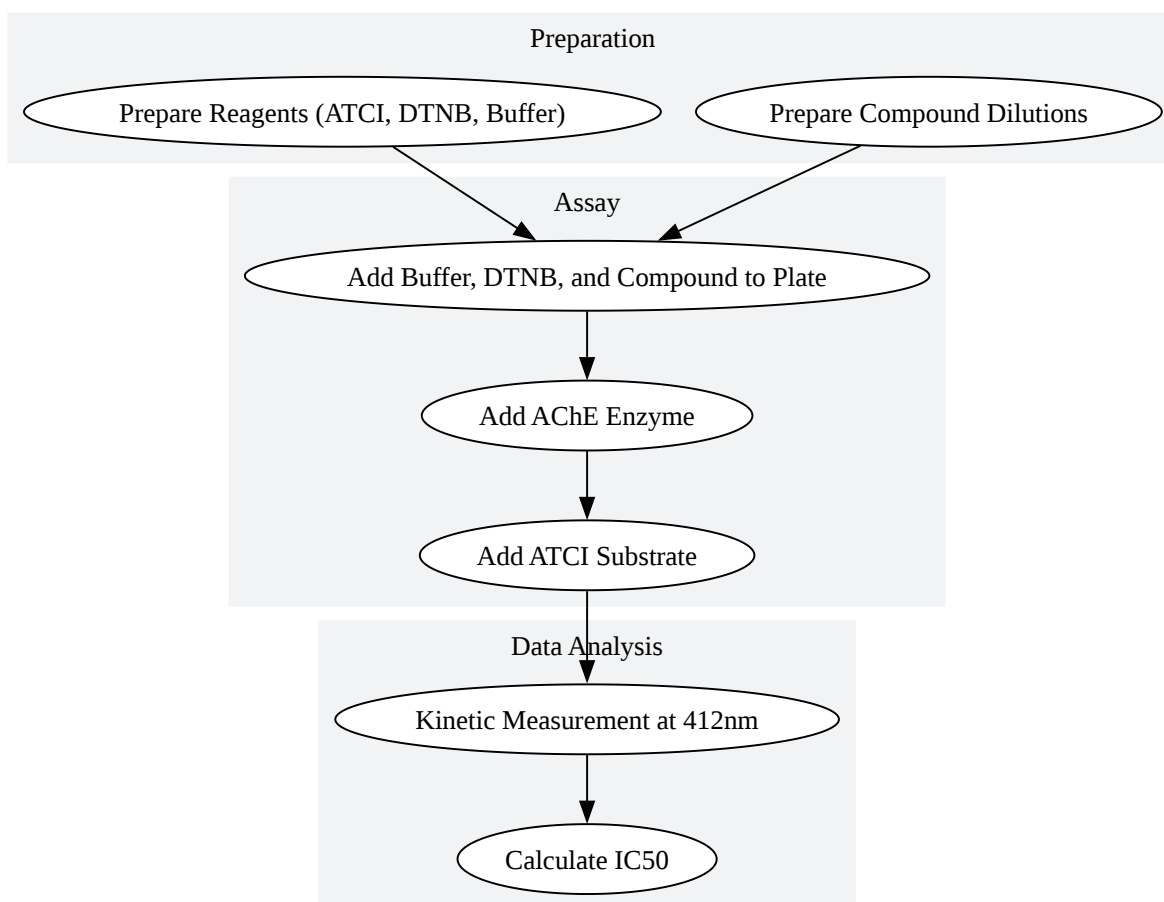 Preparation
Prepare Reagents (ATCI, DTNB, Buffer)
Prepare Compound Dilutions
Assay
Add Buffer, DTNB, and Compound to Plate
Add AChE Enzyme
Add ATCI Substrate
Data Analysis
Kinetic Measurement at 412nm
Calculate IC50